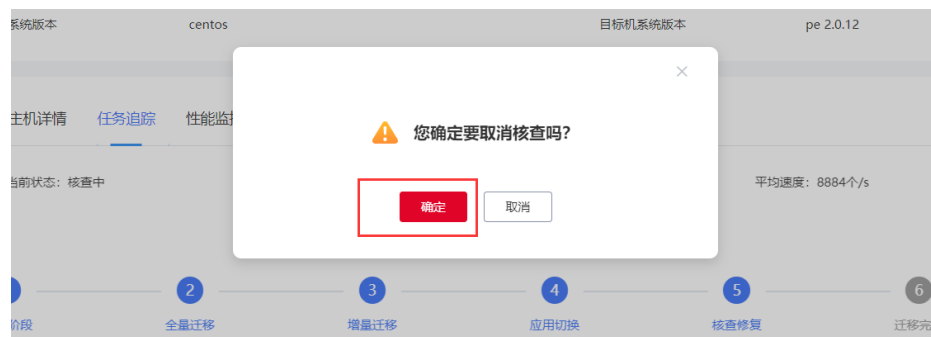 系统版本 centos 目标机系统版本 pe 2.0.12
主机详情 任务追踪 性能监
您确定要取消核查吗?
当前状态：核查中 平均速度：8884个/s
确定 取消
2 3 4 5 6
阶段 全量迁移 增量迁移 应用切换 核查修复 迁移完